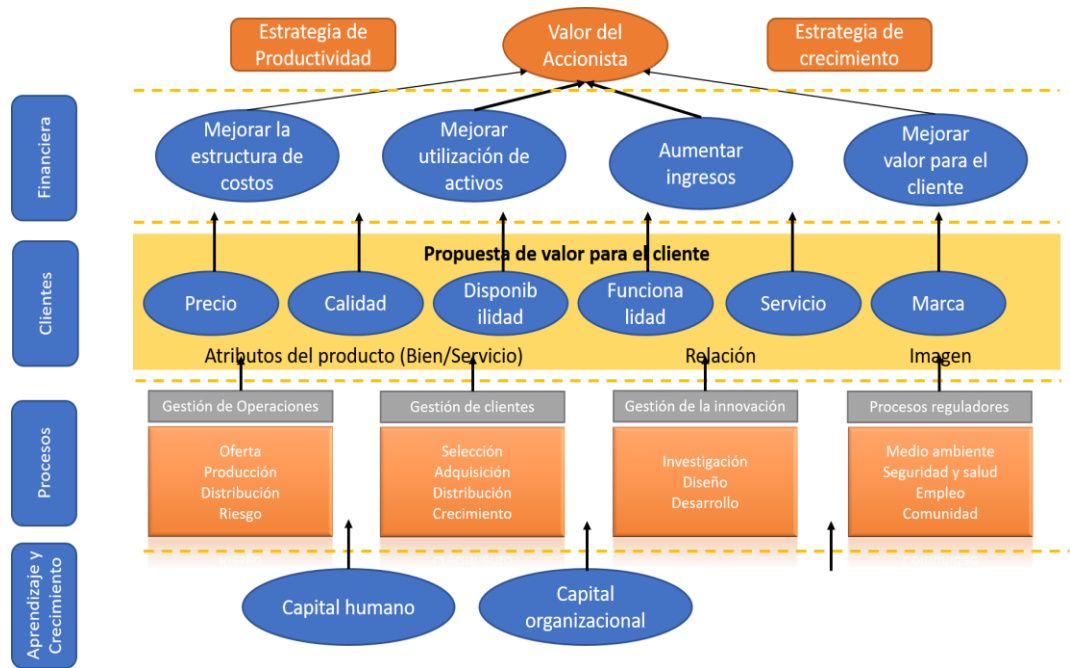 Estrategia de
Productividad
Valor del
Accionista
Estrategia de
crecimiento
Financiera
Mejorar la
estructura de
costos
Mejorar
utilización de
activos
Aumentar
ingresos
Mejorar
valor para el
cliente
Clientes
Propuesta de valor para el cliente
Precio
Calidad
Disponib
ilidad
Funciona
lidad
Servicio
Marca
Atributos del producto (Bien/Servicio)
Relación
Imagen
Procesos
Gestión de Operaciones
Oferta
Producción
Distribución
Riesgo
Gestión de clientes
Selección
Adquisición
Distribución
Crecimiento
Gestión de la innovación
Investigación
Diseño
Desarrollo
Procesos reguladores
Medio ambiente
Seguridad y salud
Empleo
Comunidad
Aprendizaje y
Crecimiento
Capital humano
Capital
organizacional